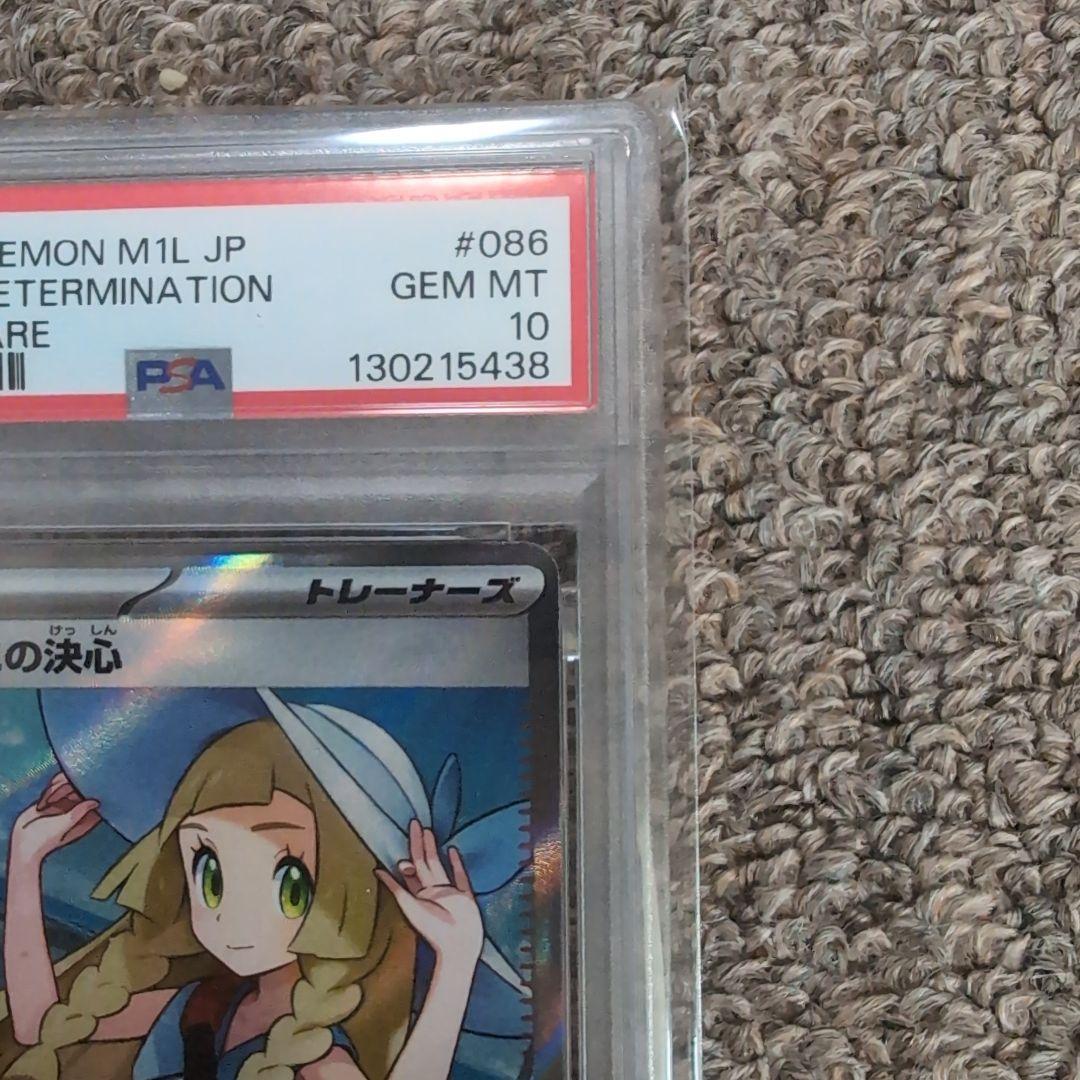 EMON M1L JP #086
ETERMINATION GEM MT
ARE 10
PSA 130215438
トレーナーズ
けっ しん
の決心